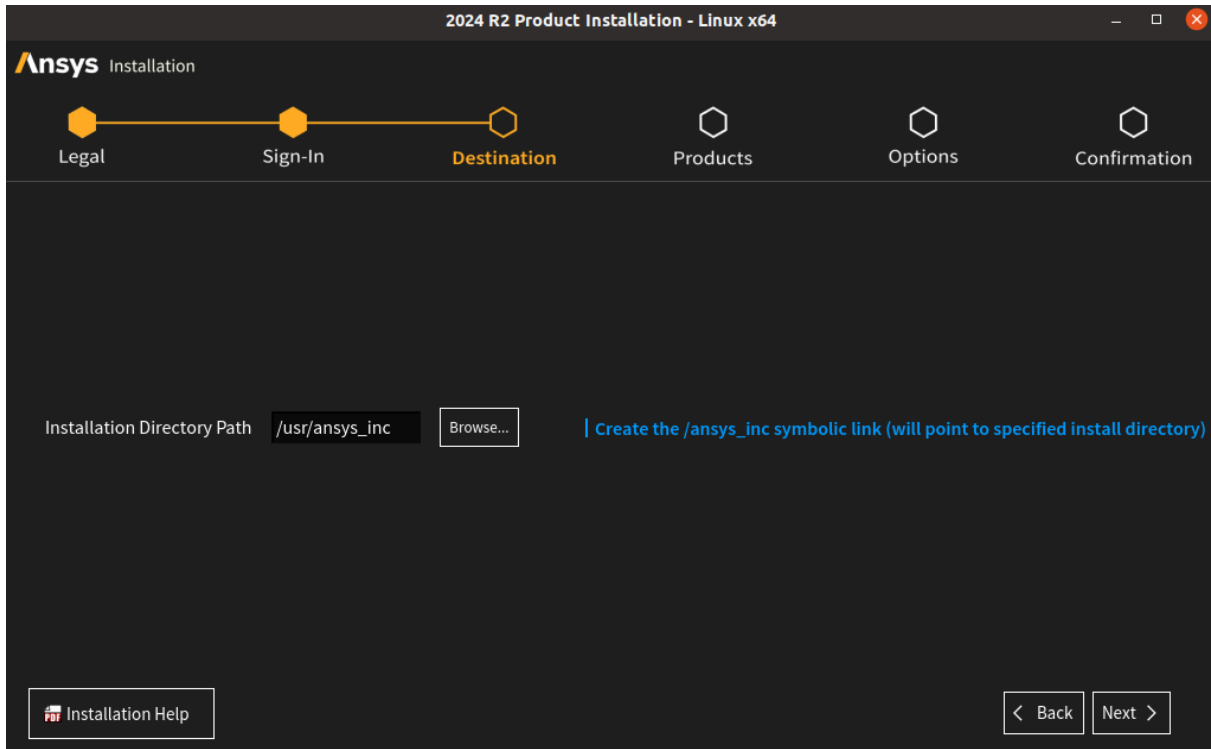 2024 R2 Product Installation - Linux x64
Ansys Installation
Legal Sign-In Destination Products Options Confirmation
Installation Directory Path /usr/ansys_inc Browse... | Create the /ansys_inc symbolic link (will point to specified install directory)
PDF Installation Help < Back Next >